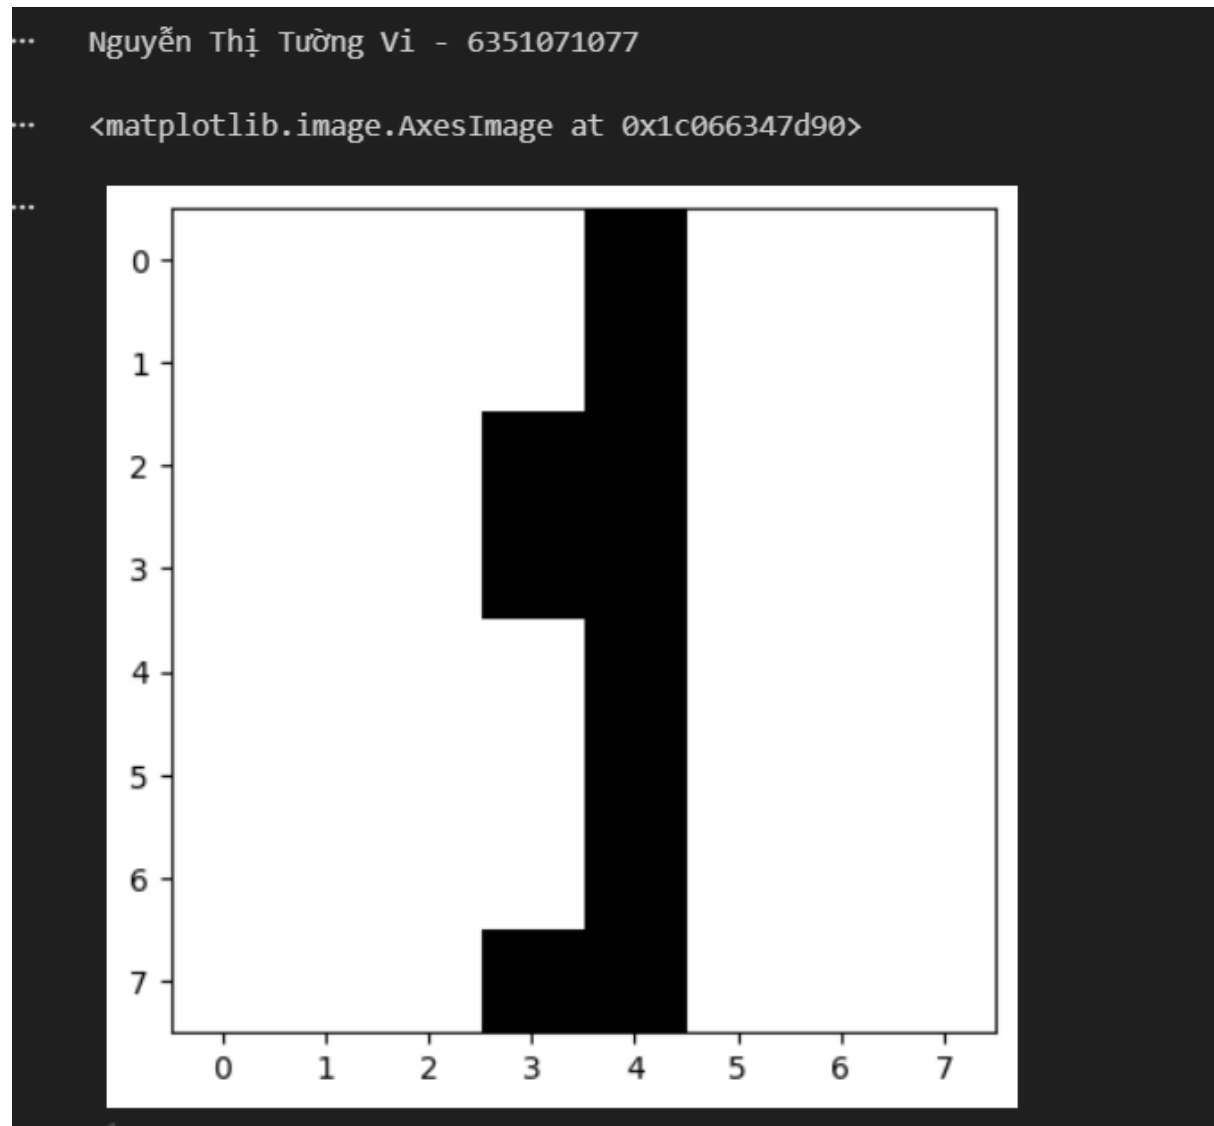 Nguyễn Thị Tường Vi - 6351071077
<matplotlib.image.AxesImage at 0x1c066347d90>
0
1
2
3
4
5
6
7
0 1 2 3 4 5 6 7